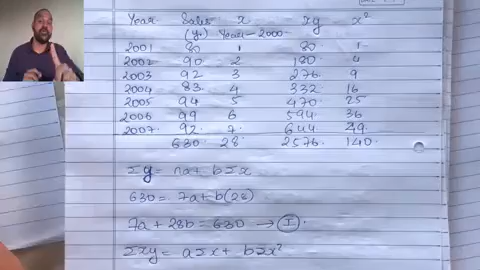 Year Sales x xy x²
(y) Year-2000
2001 80 1 80 1
2002 90 2 180 4
2003 92 3 276 9
2004 83 4 332 16
2005 94 5 470 25
2006 99 6 594 36
2007 92 7 644 49
630 28 2576 140
Σy = na + bΣx
630 = 7a + b(28)
7a + 28b = 630 → I
Σxy = aΣx + bΣx²